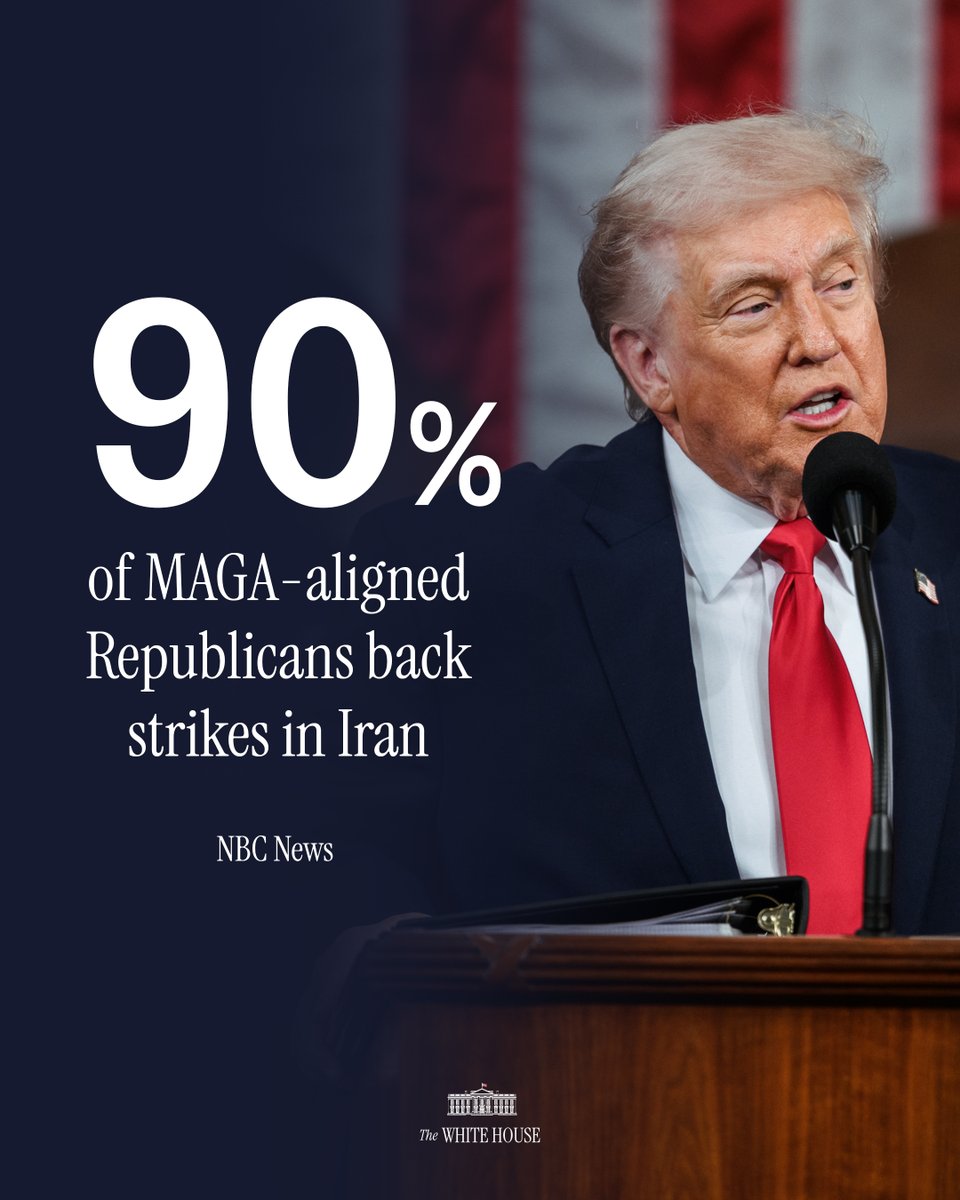 90%
of MAGA-aligned
Republicans back
strikes in Iran
NBC News
The WHITE HOUSE